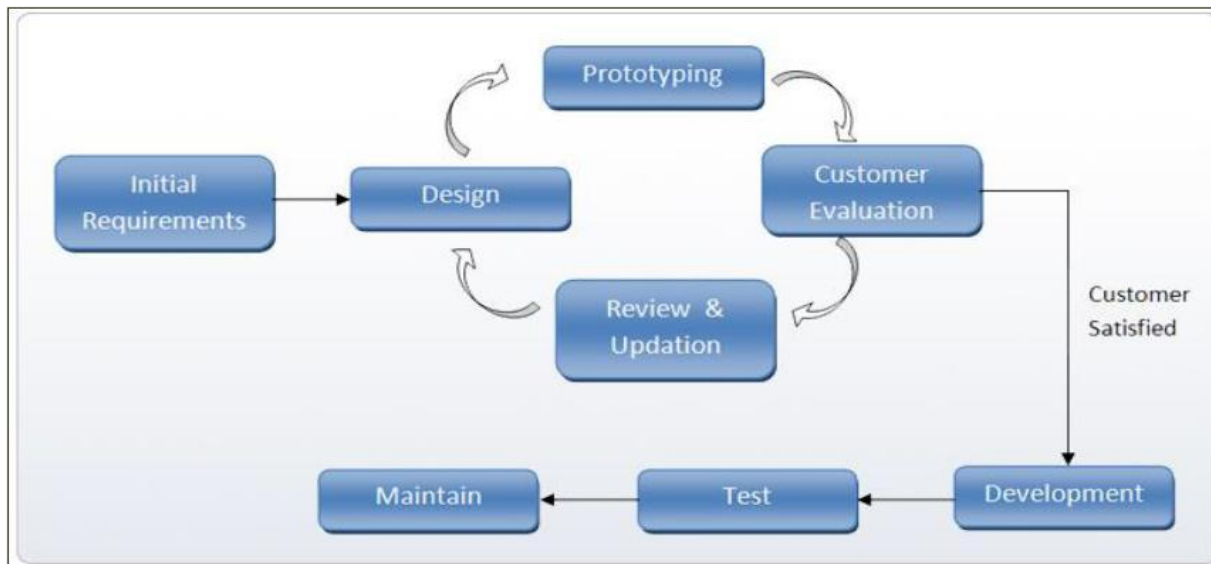 Prototyping
Initial
Requirements
Design
Customer
Evaluation
Review & 
Updation
Customer
Satisfied
Maintain
Test
Development